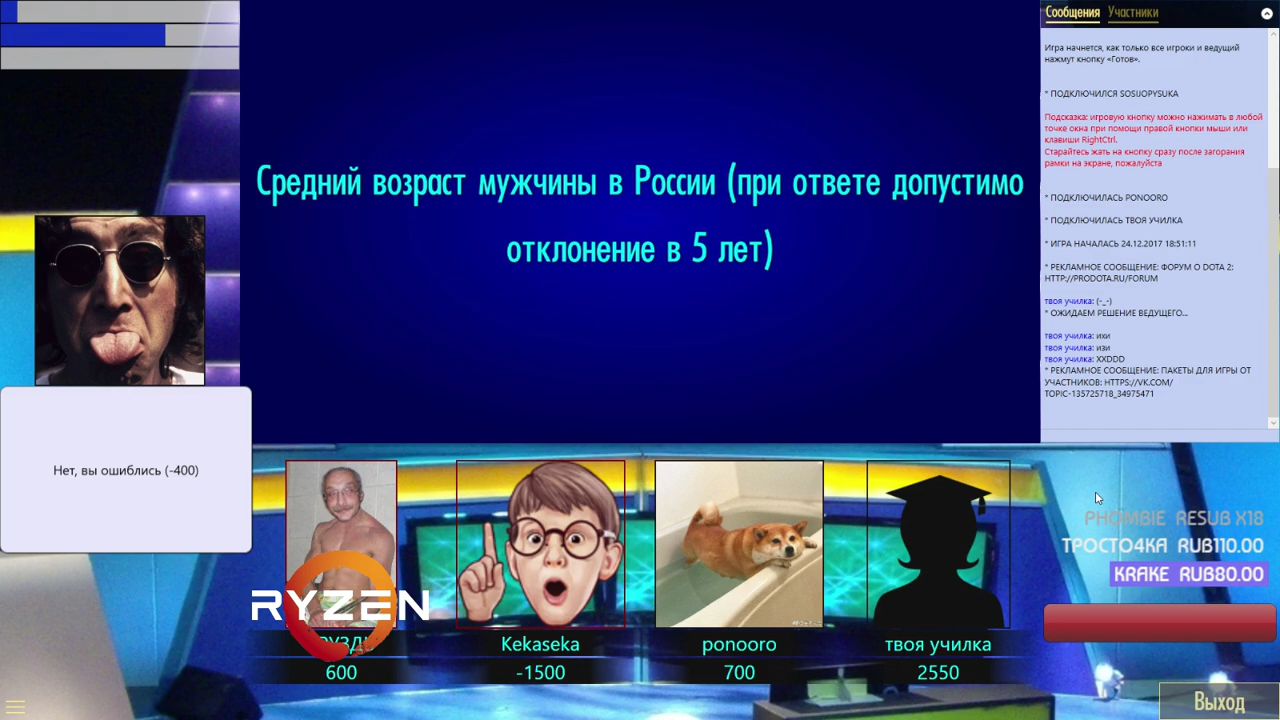 Сообщения Участники
Игра начнется, как только все игроки и ведущий
нажмут кнопку «Готов».
* ПОДКЛЮЧИЛСЯ SOSIJOPYSUKA
Подсказка: игровую кнопку можно нажимать в любой
точке окна при помощи правой кнопки мыши или
клавиши RightCtrl.
Старайтесь жать на кнопку сразу после загорания
рамки на экране, пожалуйста
* ПОДКЛЮЧИЛАСЬ PONOORO
* ПОДКЛЮЧИЛАСЬ ТВОЯ УЧИЛКА
* ИГРА НАЧАЛАСЬ 24.12.2017 18:51:11
* РЕКЛАМНОЕ СООБЩЕНИЕ: ФОРУМ О DOTA 2:
HTTP://PRODOTA.RU/FORUM
твоя училка: (-_-)
* ОЖИДАЕМ РЕШЕНИЕ ВЕДУЩЕГО...
твоя училка: ихи
твоя училка: изи
твоя училка: XXDDD
* РЕКЛАМНОЕ СООБЩЕНИЕ: ПАКЕТЫ ДЛЯ ИГРЫ ОТ
УЧАСТНИКОВ: HTTPS://VK.COM/
TOPIC-135725718_34975471
Средний возраст мужчины в России (при ответе допустимо
отклонение в 5 лет)
Нет, вы ошиблись (-400)
PHOMBIE RESUB X18
ТРОСТО4КА RUB110.00
KRAKE RUB80.00
RYZEN
Kekaseka ponooro твоя училка
600 -1500 700 2550
Выход